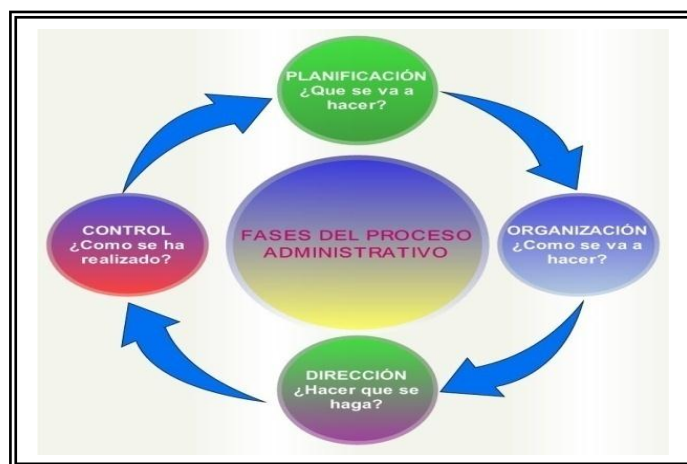 PLANIFICACIÓN
¿Que se va a
hacer?
CONTROL
¿Como se ha
realizado?
FASES DEL PROCESO
ADMINISTRATIVO
ORGANIZACIÓN
¿Como se va a
hacer?
DIRECCIÓN
¿Hacer que se
haga?